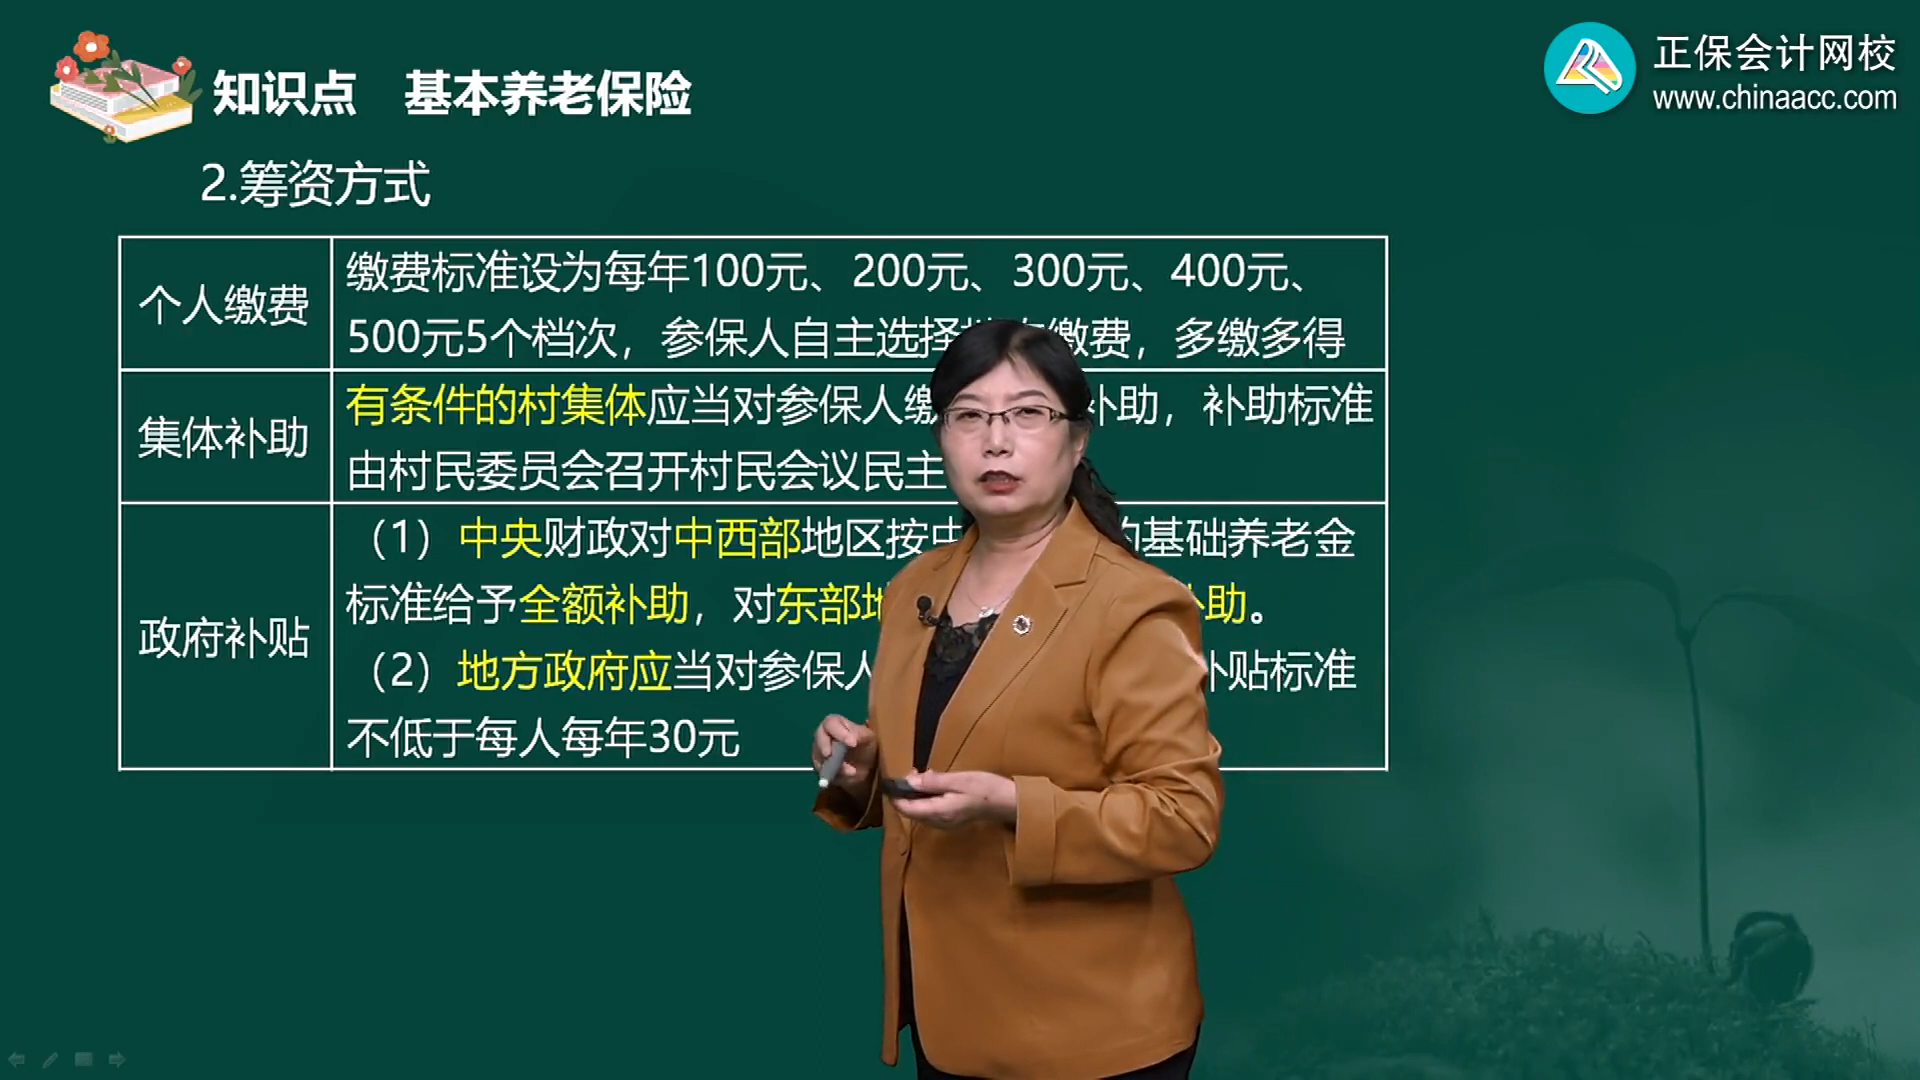 知识点 基本养老保险
正保会计网校
www.chinaacc.com
2.筹资方式
个人缴费
缴费标准设为每年100元、200元、300元、400元、
500元5个档次，参保人自主选择 缴费，多缴多得
集体补助
有条件的村集体应当对参保人缴 补助，补助标准
由村民委员会召开村民会议民主
政府补贴
（1）中央财政对中西部地区按中 的基础养老金
标准给予全额补助，对东部地 补助。
（2）地方政府应当对参保人 补贴标准
不低于每人每年30元